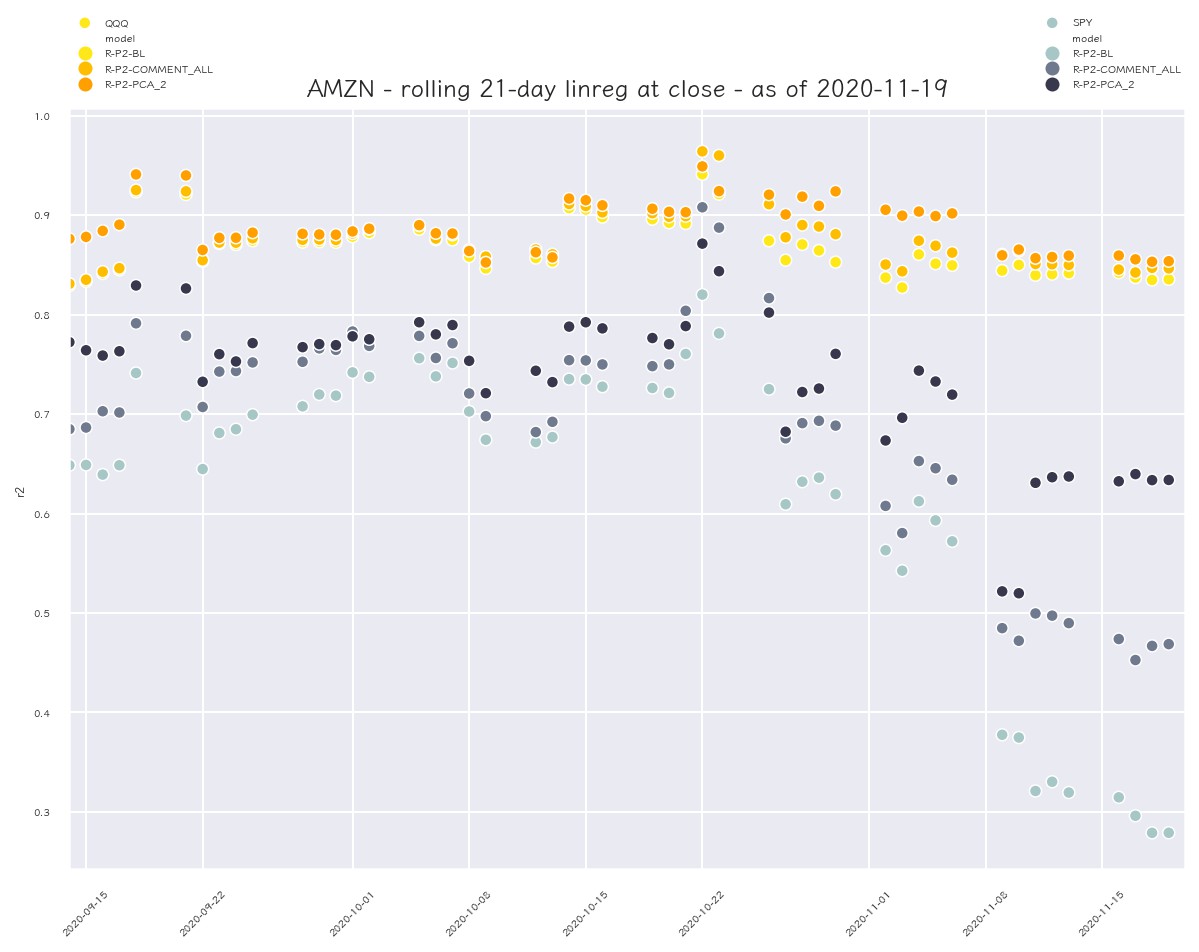 QQQ
model
R-P2-BL
R-P2-COMMENT_ALL
R-P2-PCA_2
SPY
model
R-P2-BL
R-P2-COMMENT_ALL
R-P2-PCA_2
AMZN - rolling 21-day linreg at close - as of 2020-11-19
1.0
0.9
0.8
0.7
0.6
0.5
0.4
0.3
r2
2020-09-15
2020-09-22
2020-10-01
2020-10-08
2020-10-15
2020-10-22
2020-11-01
2020-11-08
2020-11-15